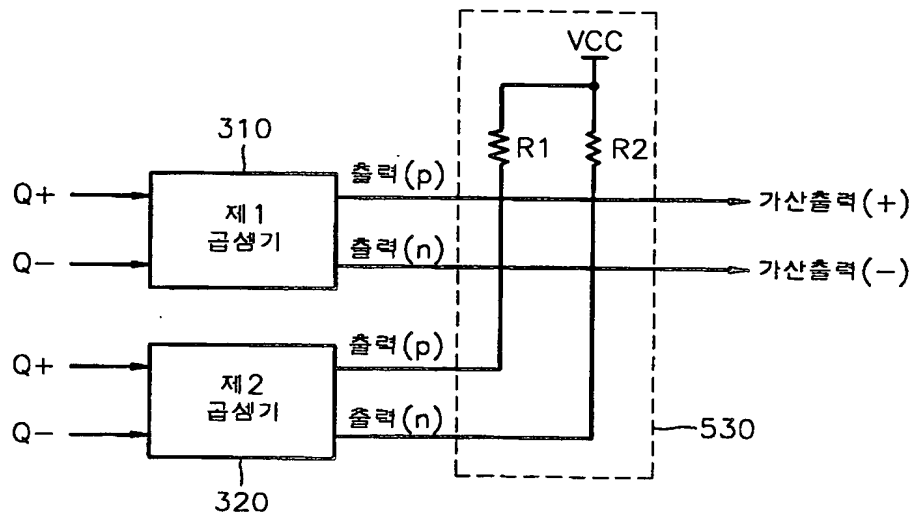 VCC
R1
R2
310
Q+
Q-
제1
곱셈기
출력(p)
출력(n)
가산출력(+)
가산출력(-)
Q+
Q-
제2
곱셈기
출력(p)
출력(n)
530
320